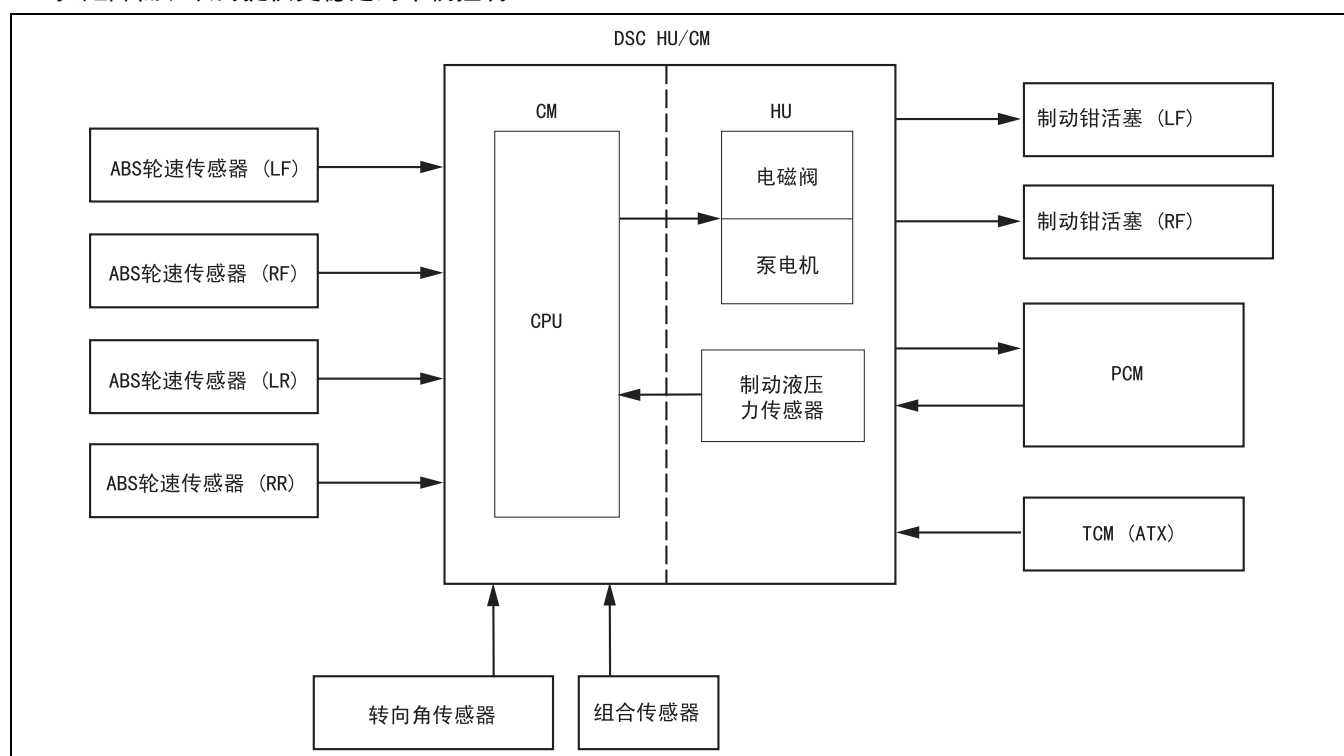 DSC HU/CM
CM
HU
ABS轮速传感器 (LF)
ABS轮速传感器 (RF)
ABS轮速传感器 (LR)
ABS轮速传感器 (RR)
CPU
电磁阀
泵电机
制动液压
力传感器
制动钳活塞 (LF)
制动钳活塞 (RF)
PCM
TCM (ATX)
转向角传感器
组合传感器